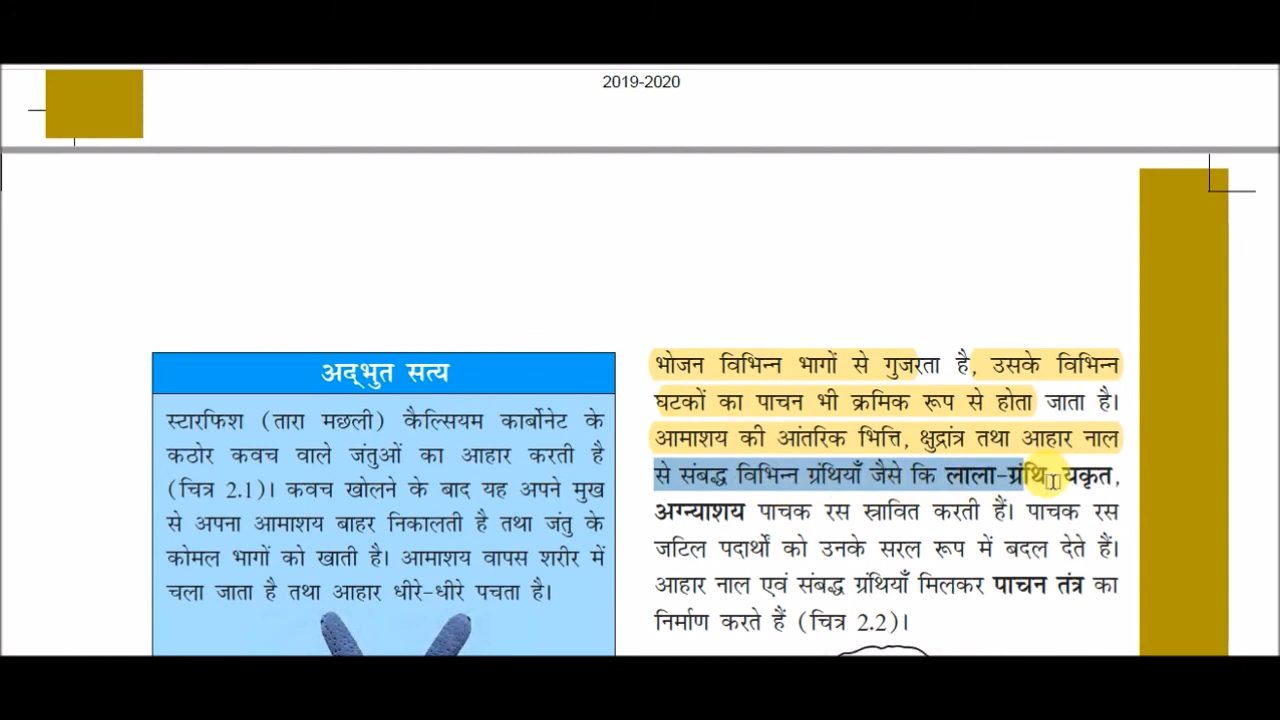 2019-2020
अद्भुत सत्य
स्टारफिश (तारा मछली) कैल्सियम कार्बोनेट के
कठोर कवच वाले जंतुओं का आहार करती है
(चित्र 2.1)। कवच खोलने के बाद यह अपने मुख
से अपना आमाशय बाहर निकालती है तथा जंतु के
कोमल भागों को खाती है। आमाशय वापस शरीर में
चला जाता है तथा आहार धीरे-धीरे पचता है।
भोजन विभिन्न भागों से गुजरता है, उसके विभिन्न
घटकों का पाचन भी क्रमिक रूप से होता जाता है।
आमाशय की आंतरिक भित्ति, क्षुद्रांत्र तथा आहार नाल
से संबद्ध विभिन्न ग्रंथियाँ जैसे कि लाला-ग्रंथि, यकृत,
अग्न्याशय पाचक रस स्रावित करती हैं। पाचक रस
जटिल पदार्थों को उनके सरल रूप में बदल देते हैं।
आहार नाल एवं संबद्ध ग्रंथियाँ मिलकर पाचन तंत्र का
निर्माण करते हैं (चित्र 2.2)।